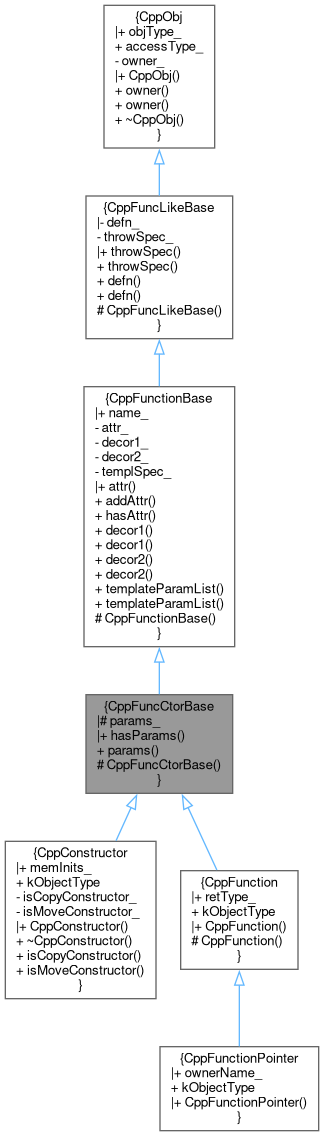 {CppObj
|+ objType_
+ accessType_
- owner_
|+ CppObj()
+ owner()
+ owner()
+ ~CppObj()
}
{CppFuncLikeBase
|- defn_
- throwSpec_
|+ throwSpec()
+ throwSpec()
+ defn()
+ defn()
# CppFuncLikeBase()
}
{CppFunctionBase
|+ name_
- attr_
- decor1_
- decor2_
- templSpec_
|+ attr()
+ addAttr()
+ hasAttr()
+ decor1()
+ decor1()
+ decor2()
+ decor2()
+ templateParamList()
+ templateParamList()
# CppFunctionBase()
}
{CppFuncCtorBase
|# params_
|+ hasParams()
+ params()
# CppFuncCtorBase()
}
{CppConstructor
|+ memInits_
+ kObjectType
- isCopyConstructor_
- isMoveConstructor_
|+ CppConstructor()
+ ~CppConstructor()
+ isCopyConstructor()
+ isMoveConstructor()
}
{CppFunction
|+ retType_
+ kObjectType
|+ CppFunction()
# CppFunction()
}
{CppFunctionPointer
|+ ownerName_
+ kObjectType
|+ CppFunctionPointer()
}